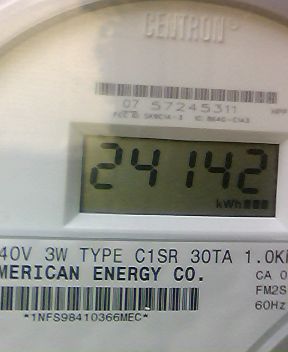 CENTRON
07 57245311
24142
kWh
40V 3W TYPE C1SR 30TA 1.0
MERICAN ENERGY CO.
CA 0
FM2S
60Hz
*1NFS98410366MEC*